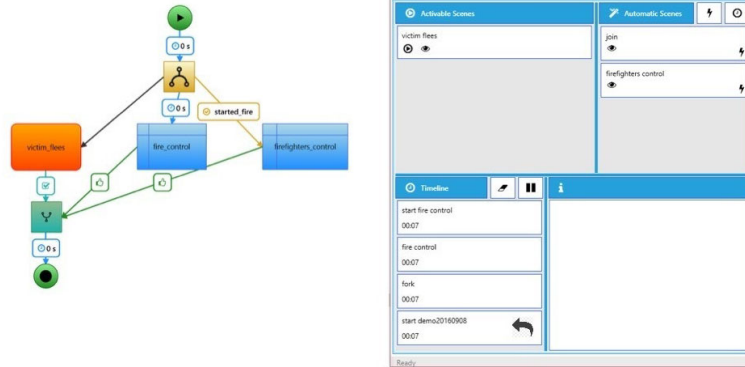 0 s
0 s
started_fire
victim_flees
fire_control
firefighters_control
0 s
Activable Scenes
victim flees
Automatic Scenes
join
firefighters control
Timeline
start fire control
00:07
fire control
00:07
fork
00:07
start demo20160908
00:07
Ready